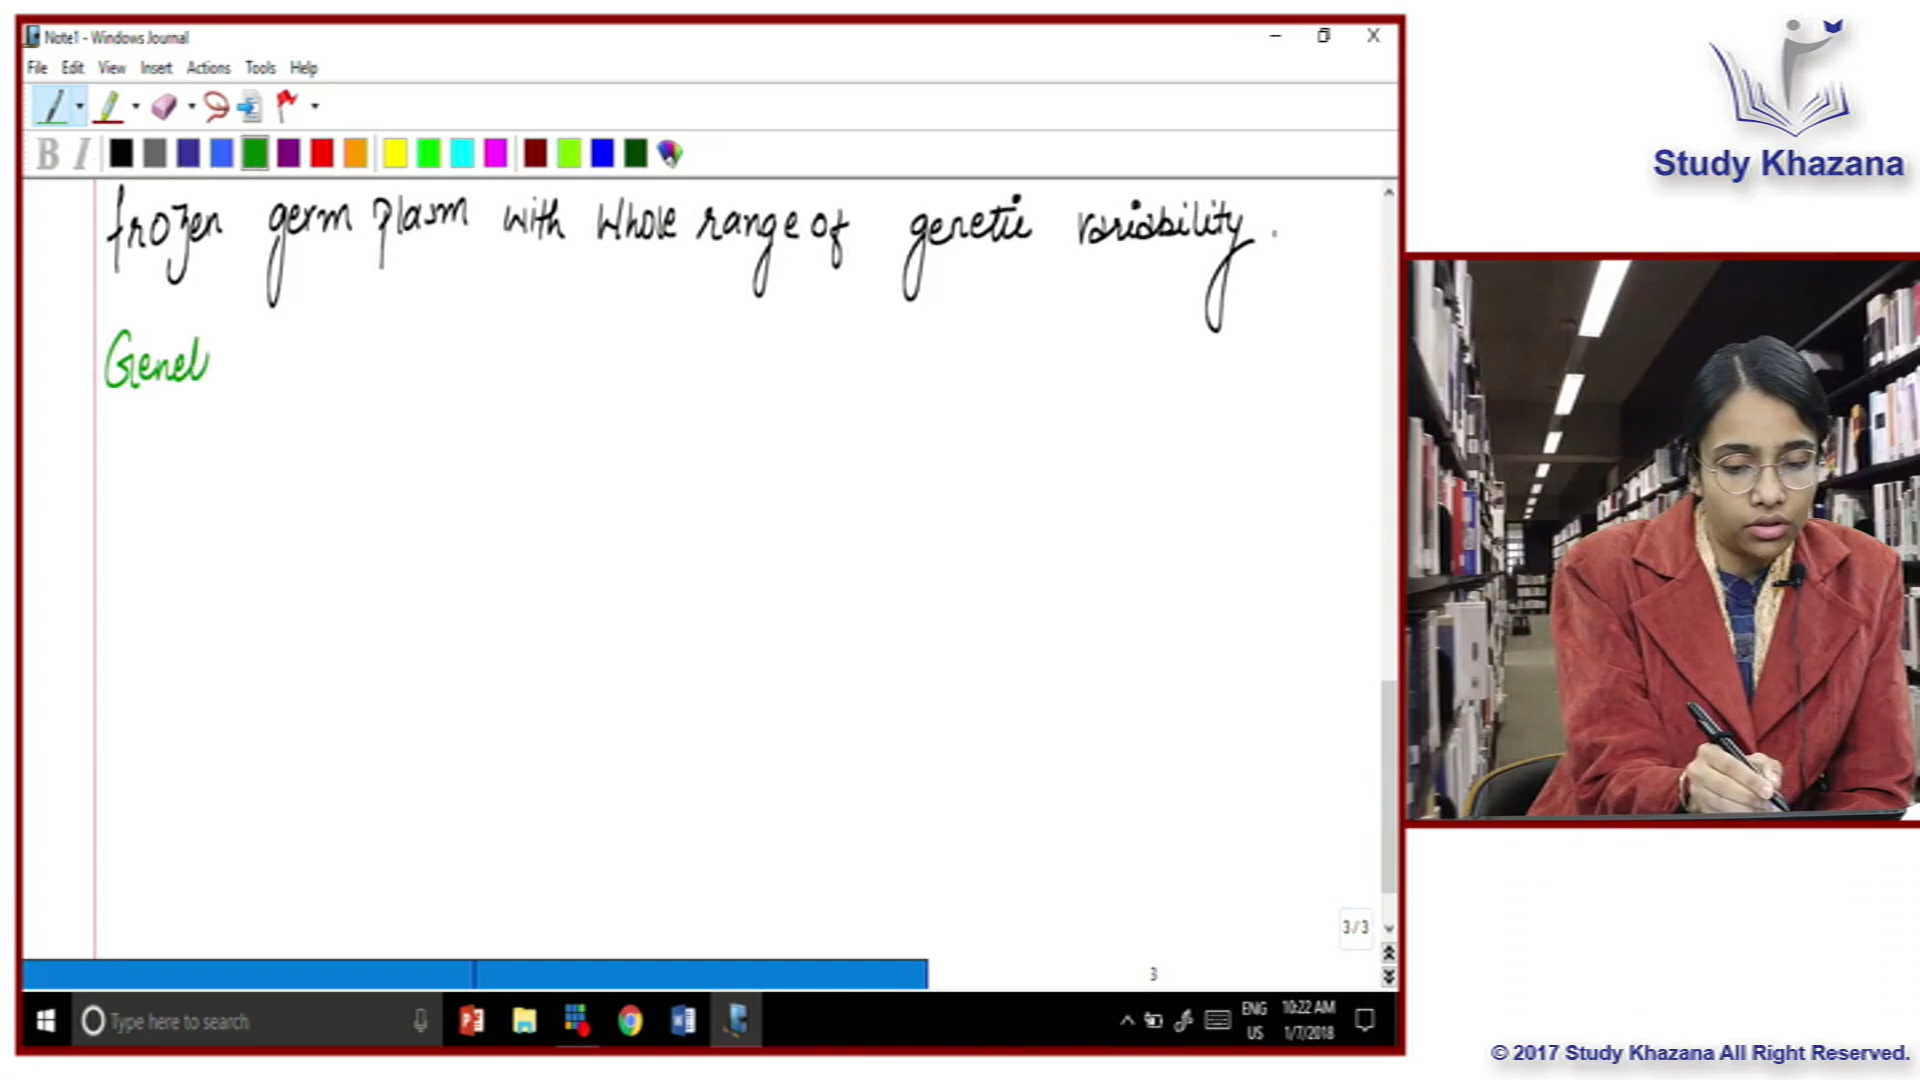 Note1 - Windows Journal
File Edit View Insert Actions Tools Help
B I
frozen germ plasm with whole range of genetic variability.
Genel
3/3
3
Type here to search
ENG
US
10:22 AM
1/7/2018
Study Khazana
© 2017 Study Khazana All Right Reserved.